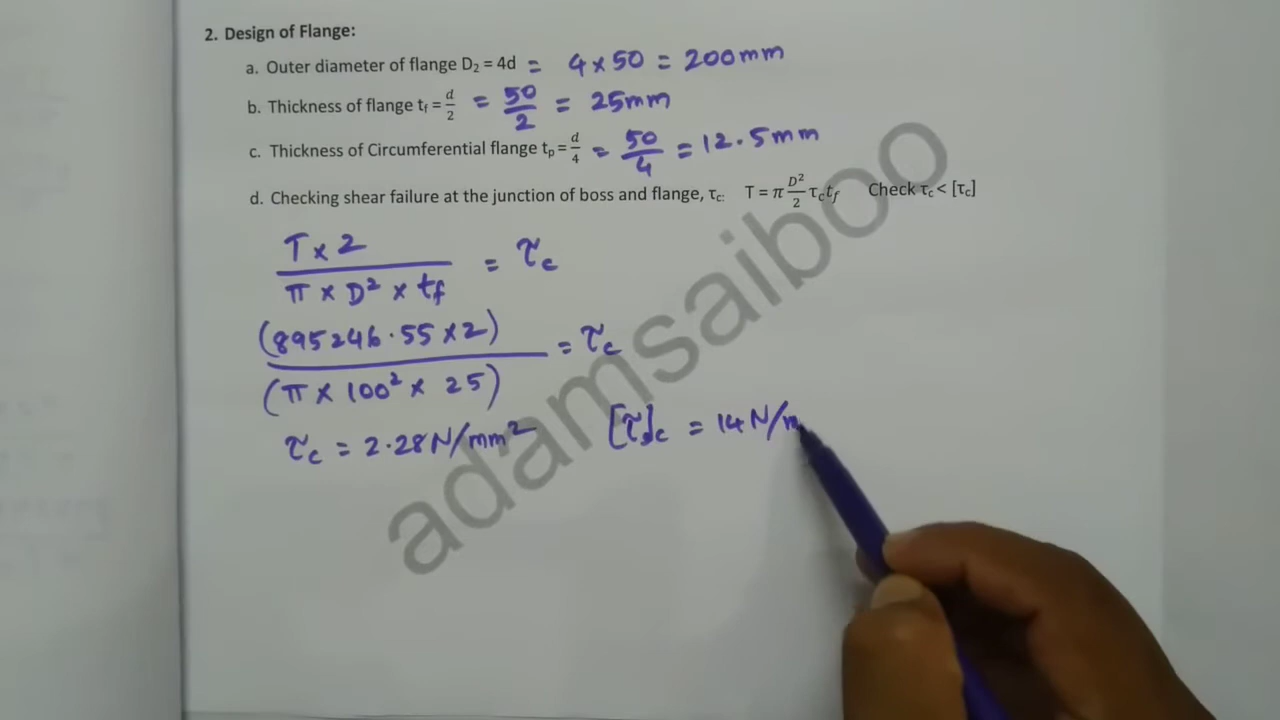 2. Design of Flange:
a. Outer diameter of flange D₂ = 4d = 4 × 50 = 200mm
b. Thickness of flange t_f = d/2 = 50/2 = 25mm
c. Thickness of Circumferential flange t_p = d/4 = 50/4 = 12.5mm
d. Checking shear failure at the junction of boss and flange, τ_c: T = π D²/2 τ_c t_f Check τ_c < [τ_c]
T × 2 / π × D² × t_f = τ_c
(895246.55 × 2) / (π × 100² × 25) = τ_c
τ_c = 2.28 N/mm² [τ]_c = 14 N/m
adamsaiboo